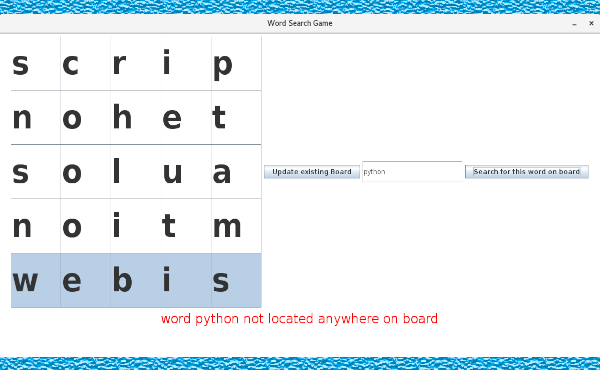 Word Search Game
s c r i p
n o h e t
s o l u a
n o i t m
w e b i s
Update existing Board
python
Search for this word on board
word python not located anywhere on board